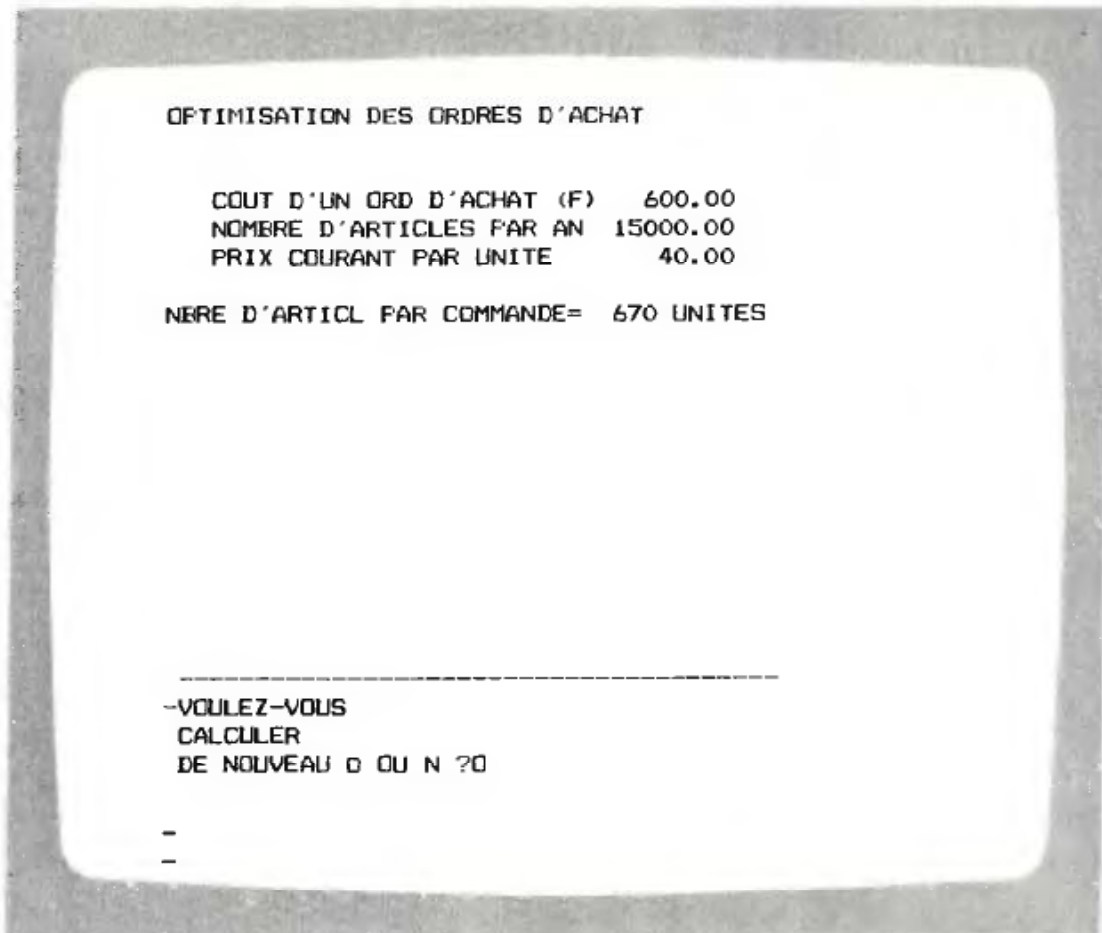 OPTIMISATION DES ORDRES D'ACHAT
COUT D'UN ORD D'ACHAT (F) 600.00
NOMBRE D'ARTICLES PAR AN 15000.00
PRIX COURANT PAR UNITE 40.00
NBRE D'ARTICL PAR COMMANDE= 670 UNITES
----------------------------------------
-VOULEZ-VOUS
CALCULER
DE NOUVEAU O OU N ?O
-
-